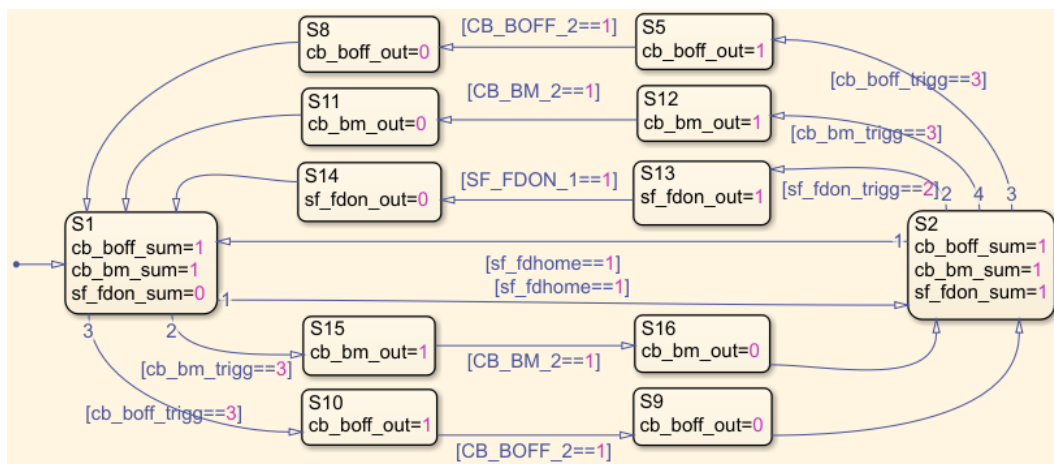 S8
cb_boff_out=0
[CB_BOFF_2==1]
S5
cb_boff_out=1
[cb_boff_trigg==3]
S11
cb_bm_out=0
[CB_BM_2==1]
S12
cb_bm_out=1
[cb_bm_trigg==3]
S14
sf_fdon_out=0
[SF_FDON_1==1]
S13
sf_fdon_out=1
[sf_fdon_trigg==2]
2 4 3
S1
cb_boff_sum=1
cb_bm_sum=1
sf_fdon_sum=0
1
[sf_fdhome==1]
[sf_fdhome==1]
1
S2
cb_boff_sum=1
cb_bm_sum=1
sf_fdon_sum=1
3 2
[cb_bm_trigg==3]
S15
cb_bm_out=1
[CB_BM_2==1]
S16
cb_bm_out=0
[cb_boff_trigg==3]
S10
cb_boff_out=1
[CB_BOFF_2==1]
S9
cb_boff_out=0